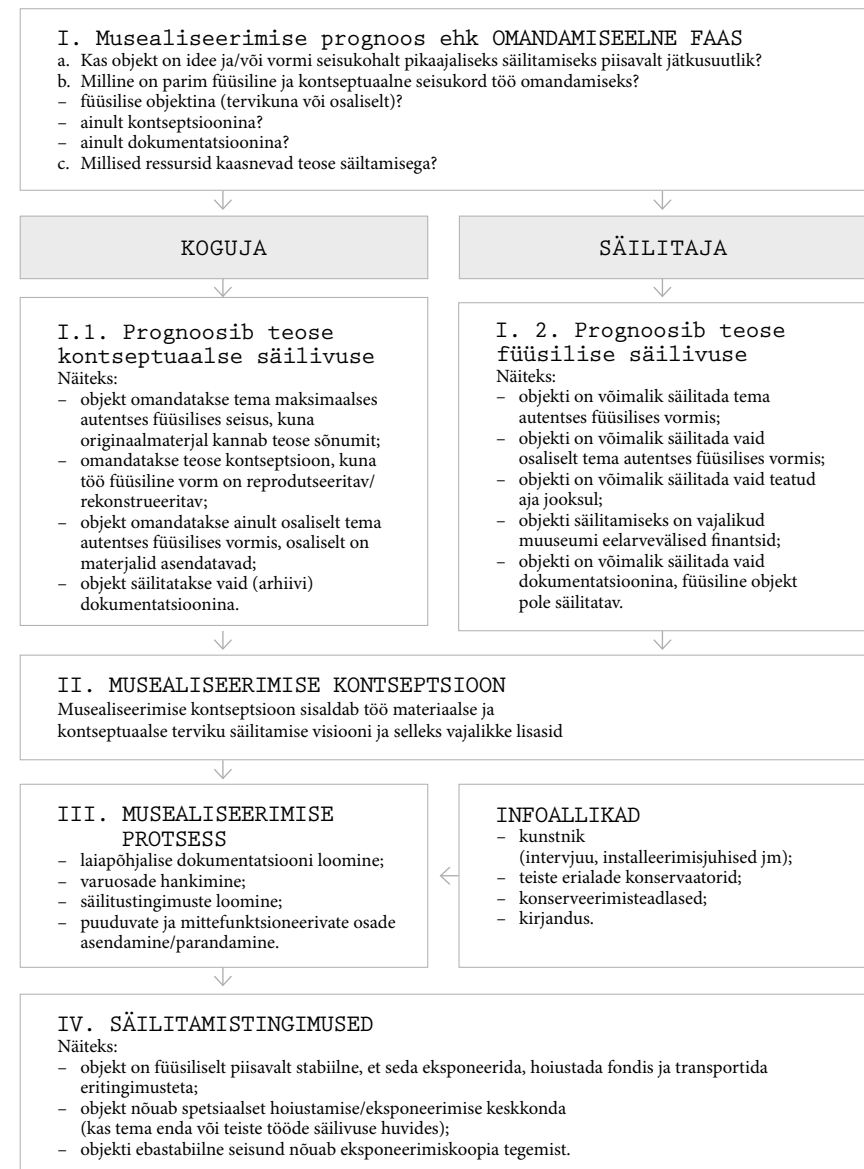 I. Musealiseerimise prognoos ehk OMANDAMISEELNE FAAS
a. Kas objekt on idee ja/või vormi seisukohalt pikaajaliseks säilitamiseks piisavalt jätkusuutlik?
b. Milline on parim füüsiline ja kontseptuaalne seisukord töö omandamiseks?
– füüsilise objektina (tervikuna või osaliselt)?
– ainult kontseptsioonina?
– ainult dokumentatsioonina?
c. Millised ressursid kaasnevad teose säiltamisega?
KOGUJA
I.1. Prognoosib teose
kontseptuaalse säilivuse
Näiteks:
– objekt omandatakse tema maksimaalses
autentses füüsilises seisus, kuna
originaalmaterjal kannab teose sõnumit;
– omandatakse teose kontseptsioon, kuna
töö füüsiline vorm on reprodutseeritav/
rekonstrueeritav;
– objekt omandatakse ainult osaliselt tema
autentses füüsilises vormis, osaliselt on
materjalid asendatavad;
– objekt säilitatakse vaid (arhiivi)
dokumentatsioonina.
SÄILITAJA
I. 2. Prognoosib teose
füüsilise säilivuse
Näiteks:
– objekti on võimalik säilitada tema
autentses füüsilises vormis;
– objekti on võimalik säilitada vaid
osaliselt tema autentses füüsilises vormis;
– objekti on võimalik säilitada vaid teatud
aja jooksul;
– objekti säilitamiseks on vajalikud
muuseumi eelarvevälised finantsid;
– objekti on võimalik säilitada vaid
dokumentatsioonina, füüsiline objekt
pole säilitatav.
II. MUSEALISEERIMISE KONTSEPTSIOON
Musealiseerimise kontseptsioon sisaldab töö materiaalse ja
kontseptuaalse terviku säilitamise visiooni ja selleks vajalikke lisasid
III. MUSEALISEERIMISE
PROTSESS
– laiapõhjalise dokumentatsiooni loomine;
– varuosade hankimine;
– säilitustingimuste loomine;
– puuduvate ja mittefunktsioneerivate osade
asendamine/parandamine.
INFOALLIKAD
– kunstnik
(intervjuu, installeerimisjuhised jm);
– teiste erialade konservaatorid;
– konserveerimisteadlased;
– kirjandus.
IV. SÄILITAMISTINGIMUSED
Näiteks:
– objekt on füüsiliselt piisavalt stabiilne, et seda eksponeerida, hoiustada fondis ja transportida
eritingimusteta;
– objekt nõuab spetsiaalset hoiustamise/eksponeerimise keskkonda
(kas tema enda või teiste tööde säilivuse huvides);
– objekti ebastabiilne seisund nõuab eksponeerimiskoopia tegemist.